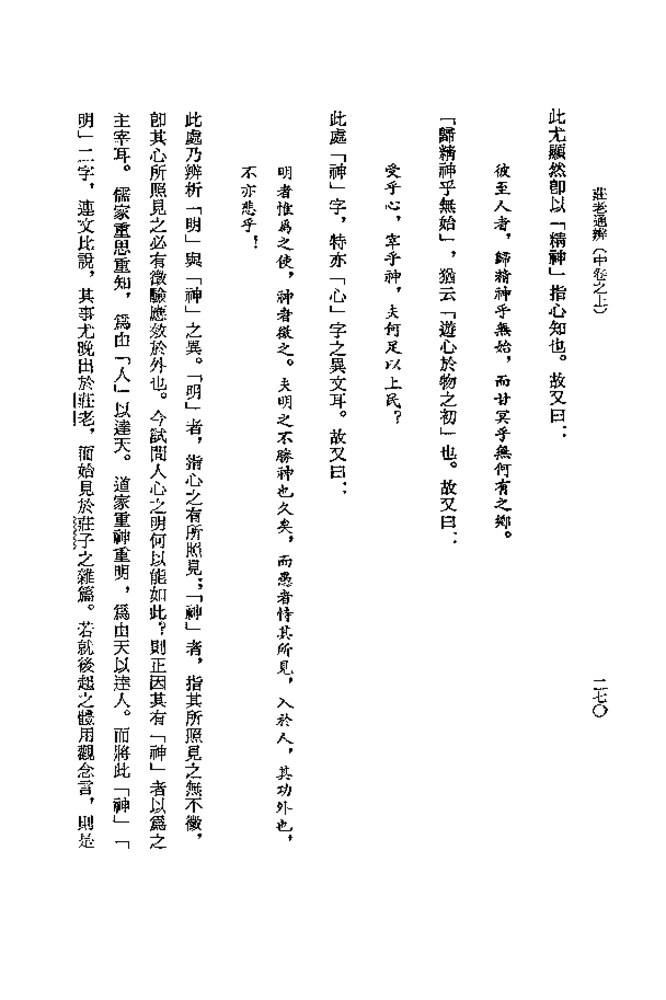 莊老通辨(中卷之上)
二七〇
此尤顯然卽以「精神」指心知也。故又曰:
彼至人者,歸精神乎無始,而甘冥乎無何有之鄉。
「歸精神乎無始」,猶云「遊心於物之初」也。故又曰:
受乎心,宰乎神,夫何足以上民?
此處「神」字,特亦「心」字之異文耳。故又曰:
明者惟爲之使,神者徵之。夫明之不勝神也久矣,而愚者恃其所見,入於人,其功外也,
不亦悲乎!
此處乃辨析「明」與「神」之異。「明」者,指心之有所照見;「神」者,指其所照見之無不徵,
卽其心所照見之必有徵驗應效於外也。今試問人心之明何以能如此?則正因其有「神」者以爲之
主宰耳。儒家重思重知,爲由「人」以達天。道家重神重明,爲由天以達人。而將此「神」「
明」二字,連文比說,其事尤晚出於莊老,而始見於莊子之雜篇。若就後起之體用觀念言,則是